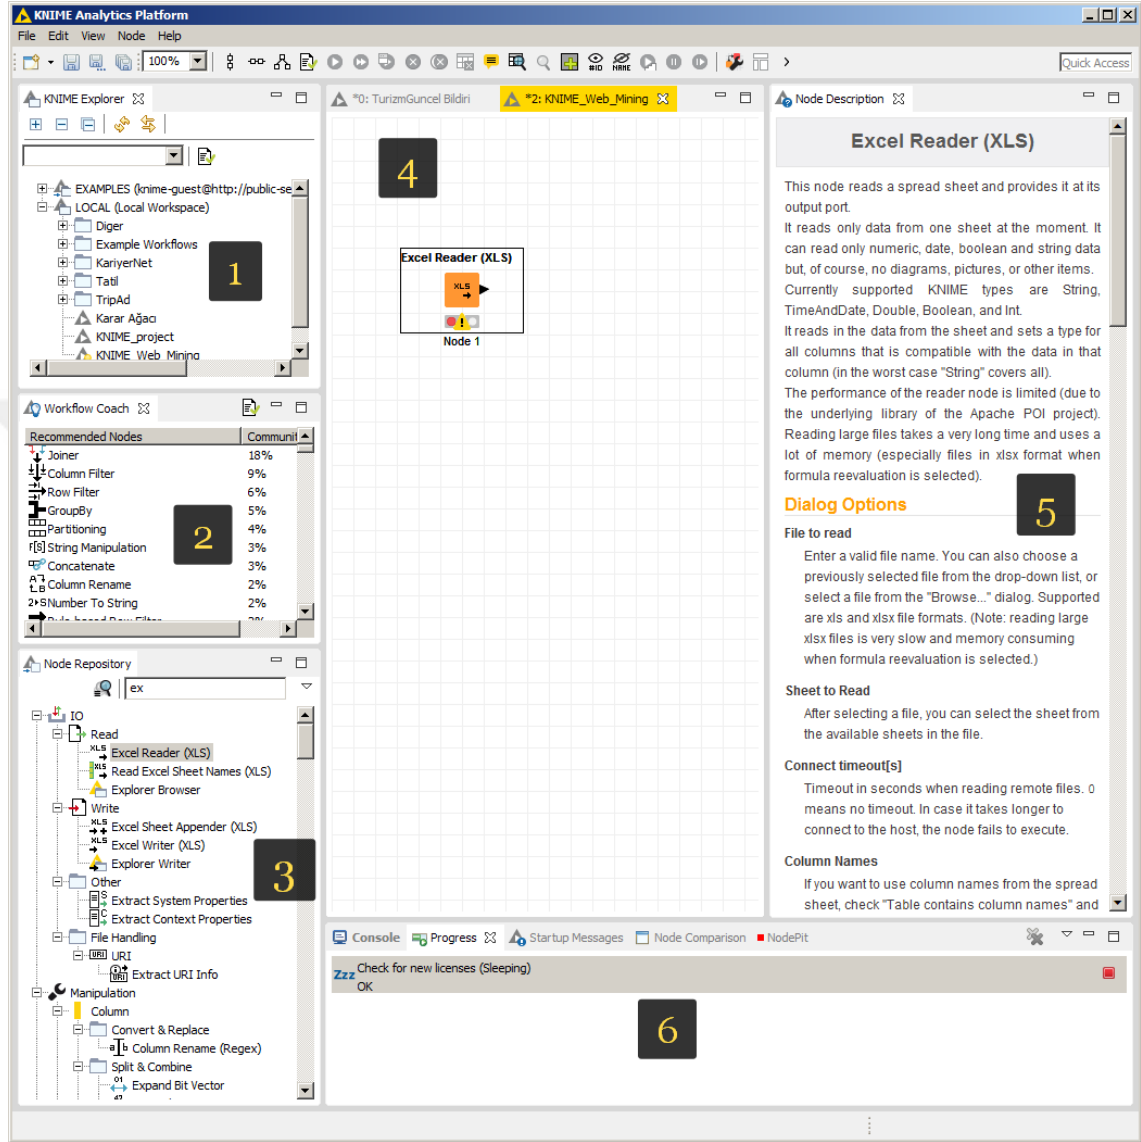 KNIME Analytics Platform
File Edit View Node Help
100%
#ID
NAME
Quick Access
KNIME Explorer
EXAMPLES (knime-guest@http://public-se
LOCAL (Local Workspace)
Diger
Example Workflows
KariyerNet
Tatil
TripAd
Karar Ağacı
KNIME_project
KNIME_Web_Mining
1
Workflow Coach
Recommended Nodes Communit
Joiner 18%
Column Filter 9%
Row Filter 6%
GroupBy 5%
Partitioning 4%
F[S] String Manipulation 3%
Concatenate 3%
Column Rename 2%
2▸S Number To String 2%
Rule-based Row Filter 2%
2
Node Repository
ex
IO
Read
XLS Excel Reader (XLS)
XLS Read Excel Sheet Names (XLS)
Explorer Browser
Write
XLS Excel Sheet Appender (XLS)
XLS Excel Writer (XLS)
Explorer Writer
Other
S Extract System Properties
C Extract Context Properties
File Handling
URI URI
URI Extract URI Info
Manipulation
Column
Convert & Replace
a b Column Rename (Regex)
Split & Combine
01 Expand Bit Vector
3
*0: TurizmGuncel Bildiri
*2: KNIME_Web_Mining
4
Excel Reader (XLS)
XLS
Node 1
Node Description
Excel Reader (XLS)
This node reads a spread sheet and provides it at its
output port.
It reads only data from one sheet at the moment. It
can read only numeric, date, boolean and string data
but, of course, no diagrams, pictures, or other items.
Currently supported KNIME types are String,
TimeAndDate, Double, Boolean, and Int.
It reads in the data from the sheet and sets a type for
all columns that is compatible with the data in that
column (in the worst case "String" covers all).
The performance of the reader node is limited (due to
the underlying library of the Apache POI project).
Reading large files takes a very long time and uses a
lot of memory (especially files in xlsx format when
formula reevaluation is selected).
Dialog Options
5
File to read
Enter a valid file name. You can also choose a
previously selected file from the drop-down list, or
select a file from the "Browse..." dialog. Supported
are xls and xlsx file formats. (Note: reading large
xlsx files is very slow and memory consuming
when formula reevaluation is selected.)
Sheet to Read
After selecting a file, you can select the sheet from
the available sheets in the file.
Connect timeout[s]
Timeout in seconds when reading remote files. 0
means no timeout. In case it takes longer to
connect to the host, the node fails to execute.
Column Names
If you want to use column names from the spread
sheet, check "Table contains column names" and
Console Progress Startup Messages Node Comparison NodePit
Zzz Check for new licenses (Sleeping)
OK
6